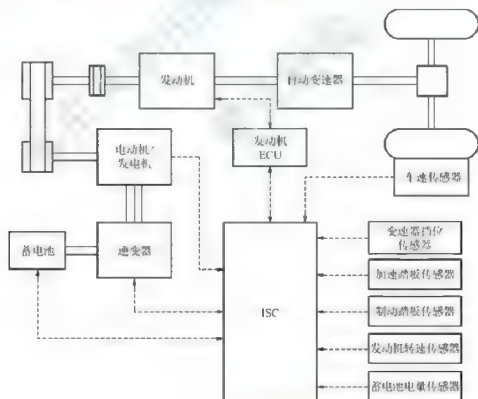 发动机
自动变速器
电动机/
发电机
发动机
ECU
车速传感器
蓄电池
逆变器
ISC
变速器挡位
传感器
加速踏板传感器
制动踏板传感器
发动机转速传感器
蓄电池电量传感器